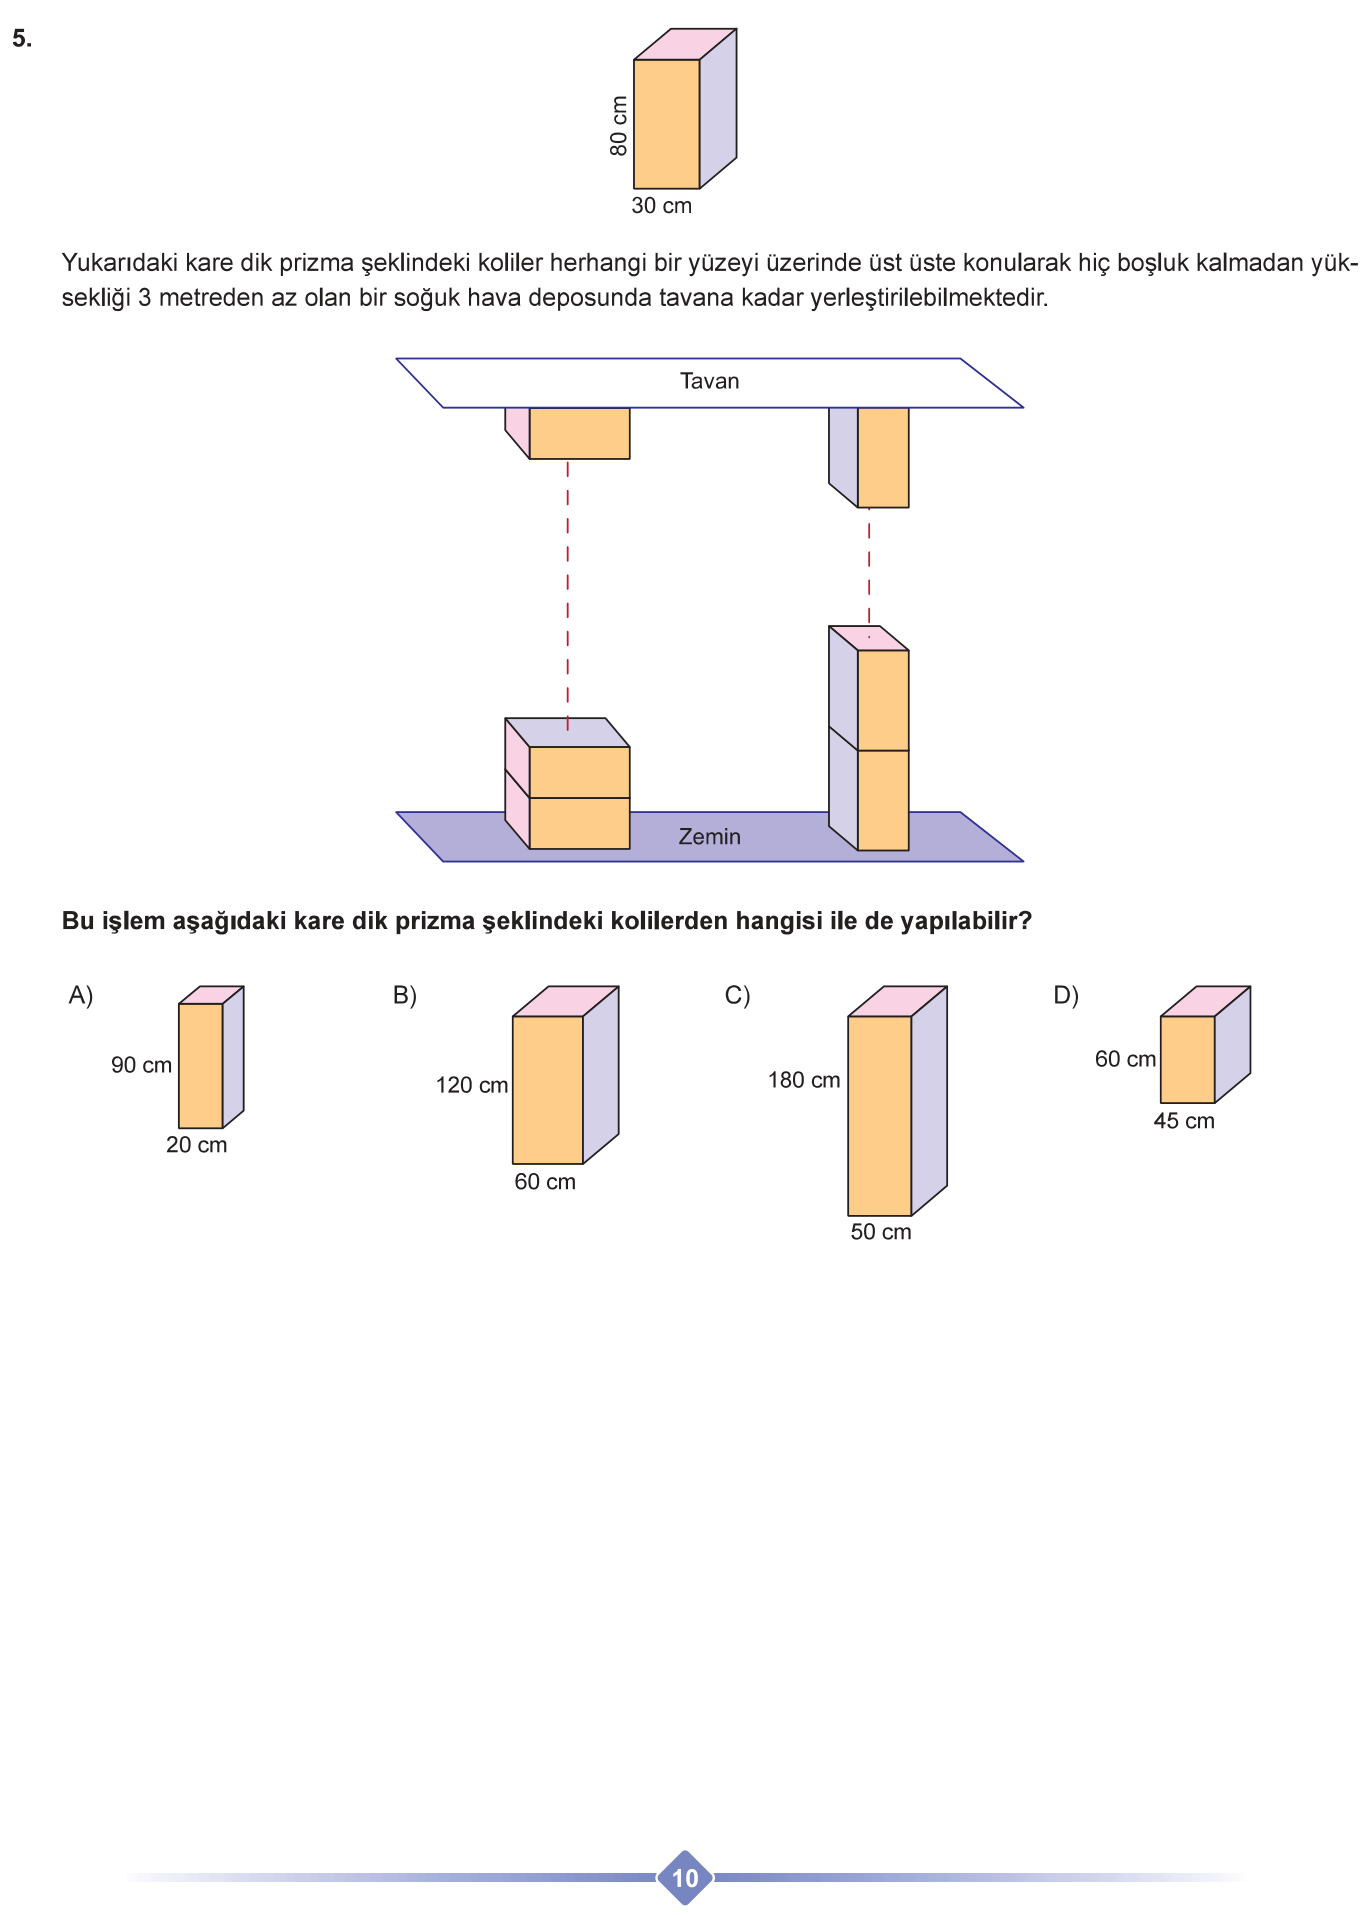 5.
80 cm
30 cm
Yukarıdaki kare dik prizma şeklindeki koliler herhangi bir yüzeyi üzerinde üst üste konularak hiç boşluk kalmadan yük-
sekliği 3 metreden az olan bir soğuk hava deposunda tavana kadar yerleştirilebilmektedir.
Tavan
Zemin
Bu işlem aşağıdaki kare dik prizma şeklindeki kolilerden hangisi ile de yapılabilir?
A)
90 cm
20 cm
B)
120 cm
60 cm
C)
180 cm
50 cm
D)
60 cm
45 cm
10